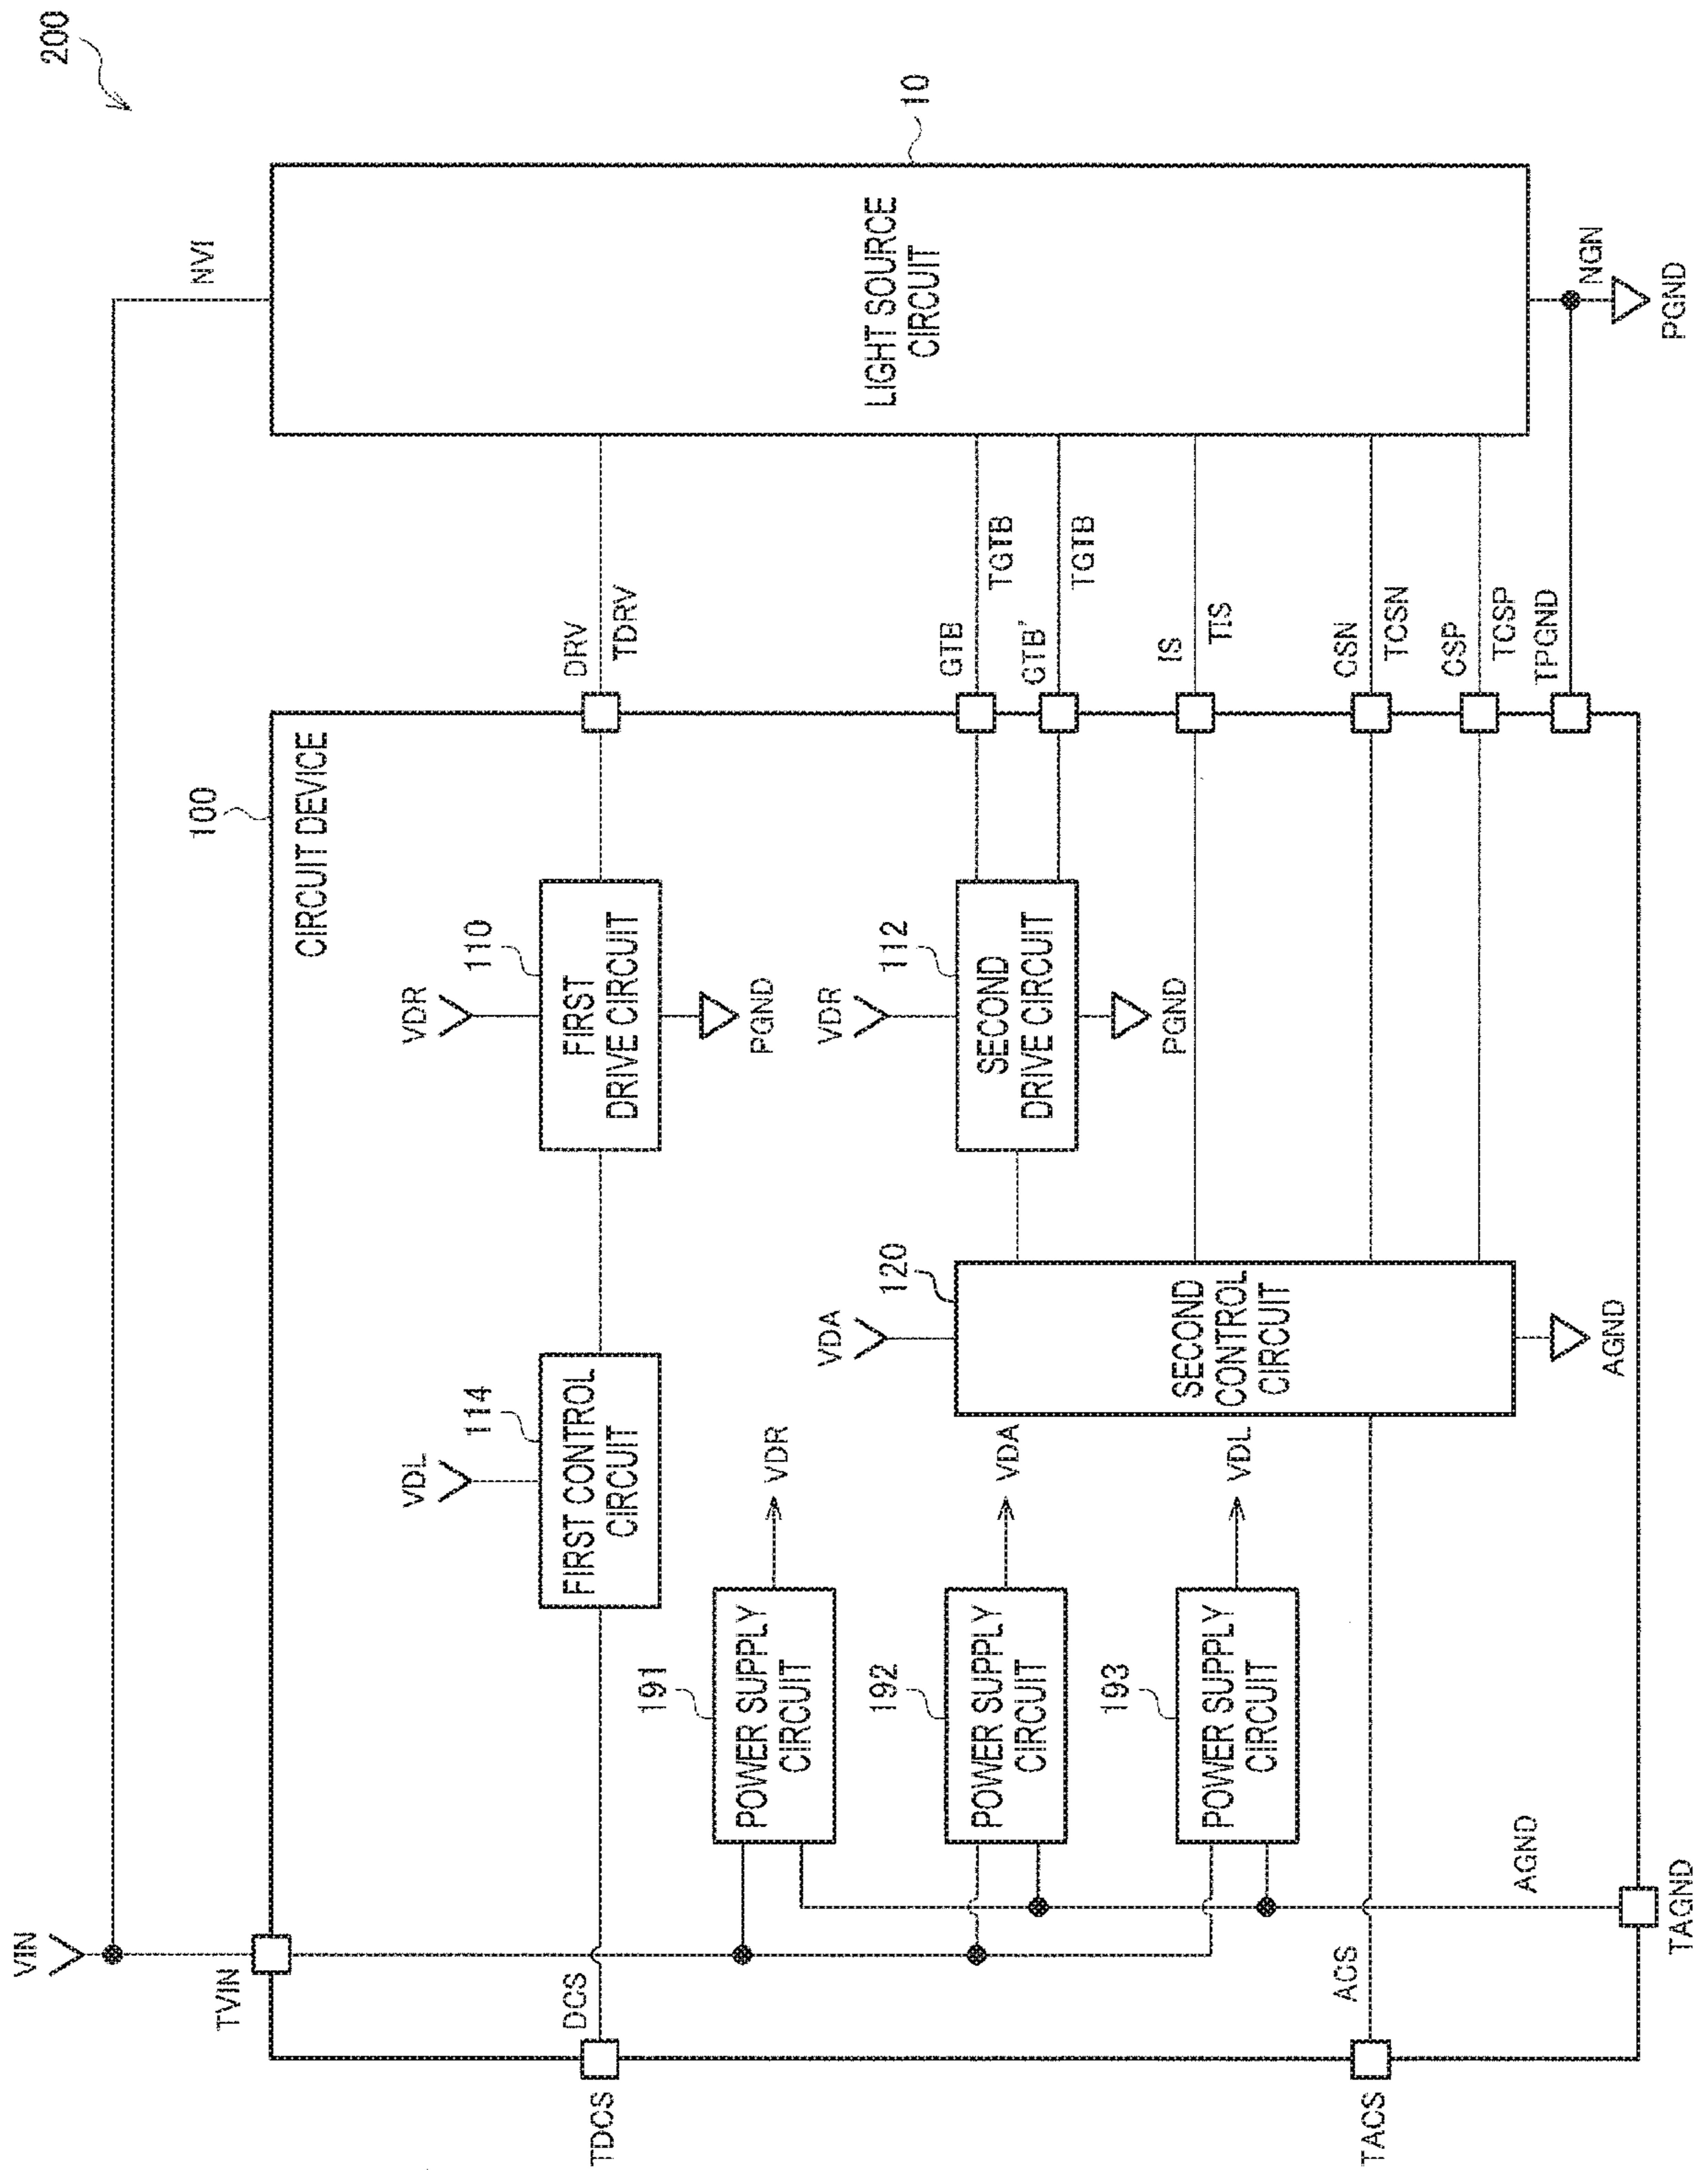 200
VIN
NVI
TVIN
100
CIRCUIT DEVICE
10
LIGHT SOURCE
CIRCUIT
TDCS
DCS
VDL
114
FIRST CONTROL
CIRCUIT
VDR
110
FIRST
DRIVE CIRCUIT
PGND
DRV
TDRV
191
POWER SUPPLY
CIRCUIT
VDR
192
POWER SUPPLY
CIRCUIT
VDA
193
POWER SUPPLY
CIRCUIT
VDL
VDA
120
SECOND
CONTROL
CIRCUIT
AGND
VDR
112
SECOND
DRIVE CIRCUIT
PGND
GTB
TGTB
GTB'
TGTB
IS
TIS
CSN
TCSN
CSP
TCSP
TPGND
NGN
PGND
TACS
ACS
AGND
TAGND